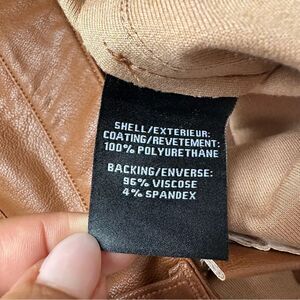 SHELL/EXTERIEUR:
COATING/REVETEMENT:
100% POLYURETHANE
BACKING/ENVERSE:
96% VISCOSE
4% SPANDEX